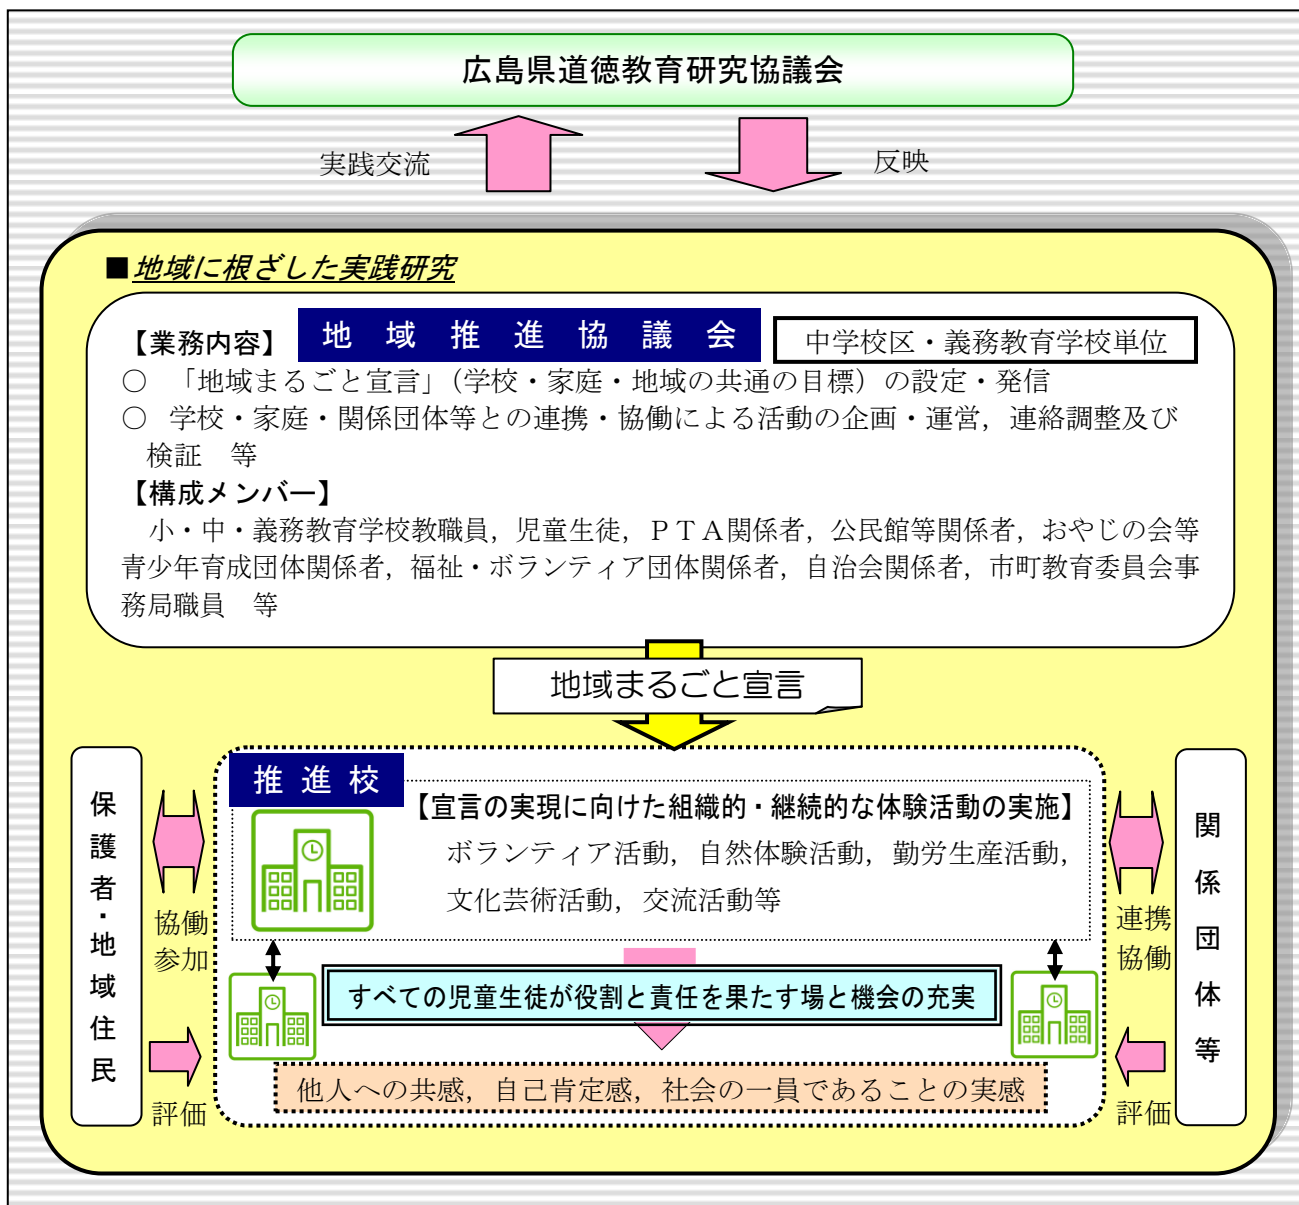 広島県道徳教育研究協議会
実践交流
反映
■地域に根ざした実践研究
【業務内容】
地域推進協議会
中学校区・義務教育学校単位
○ 「地域まるごと宣言」（学校・家庭・地域の共通の目標）の設定・発信
○ 学校・家庭・関係団体等との連携・協働による活動の企画・運営，連絡調整及び
検証 等
【構成メンバー】
小・中・義務教育学校教職員，児童生徒，ＰＴＡ関係者，公民館等関係者，おやじの会等
青少年育成団体関係者，福祉・ボランティア団体関係者，自治会関係者，市町教育委員会事
務局職員 等
地域まるごと宣言
保護者・地域住民
協働
参加
評価
推進校
【宣言の実現に向けた組織的・継続的な体験活動の実施】
ボランティア活動，自然体験活動，勤労生産活動，
文化芸術活動，交流活動等
すべての児童生徒が役割と責任を果たす場と機会の充実
他人への共感，自己肯定感，社会の一員であることの実感
連携
協働
評価
関係団体等